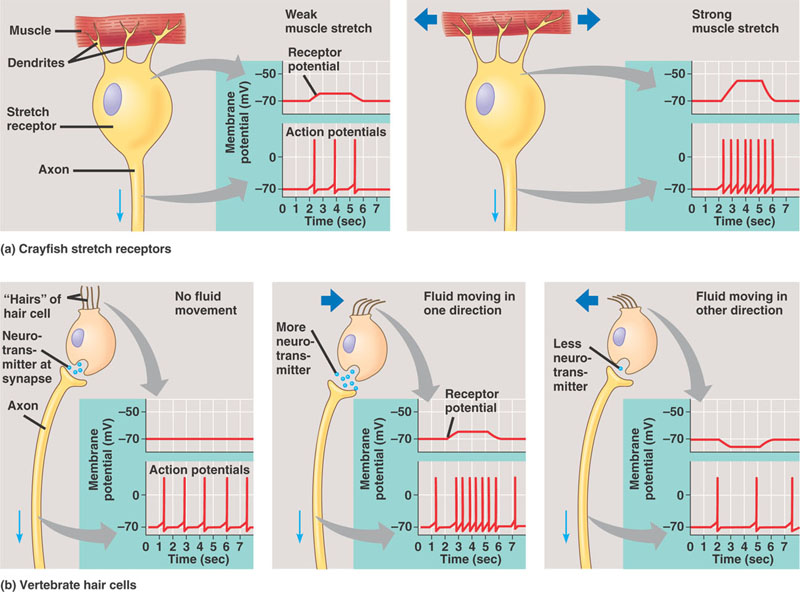 Weak
muscle stretch
Muscle
Dendrites
Stretch
receptor
Axon
Receptor
potential
Membrane
potential (mV)
–50
–70
Action potentials
0
–70
0 1 2 3 4 5 6 7
Time (sec)
Strong
muscle stretch
Membrane
potential (mV)
–50
–70
0
–70
0 1 2 3 4 5 6 7
Time (sec)
(a) Crayfish stretch receptors
No fluid
movement
“Hairs” of
hair cell
Neuro-
trans-
mitter at
synapse
Axon
Membrane
potential (mV)
–50
–70
Action potentials
0
–70
0 1 2 3 4 5 6 7
Time (sec)
Fluid moving in
one direction
More
neuro-
trans-
mitter
Receptor
potential
Membrane
potential (mV)
–50
–70
0
–70
0 1 2 3 4 5 6 7
Time (sec)
Fluid moving in
other direction
Less
neuro-
trans-
mitter
Membrane
potential (mV)
–50
–70
0
–70
0 1 2 3 4 5 6 7
Time (sec)
(b) Vertebrate hair cells